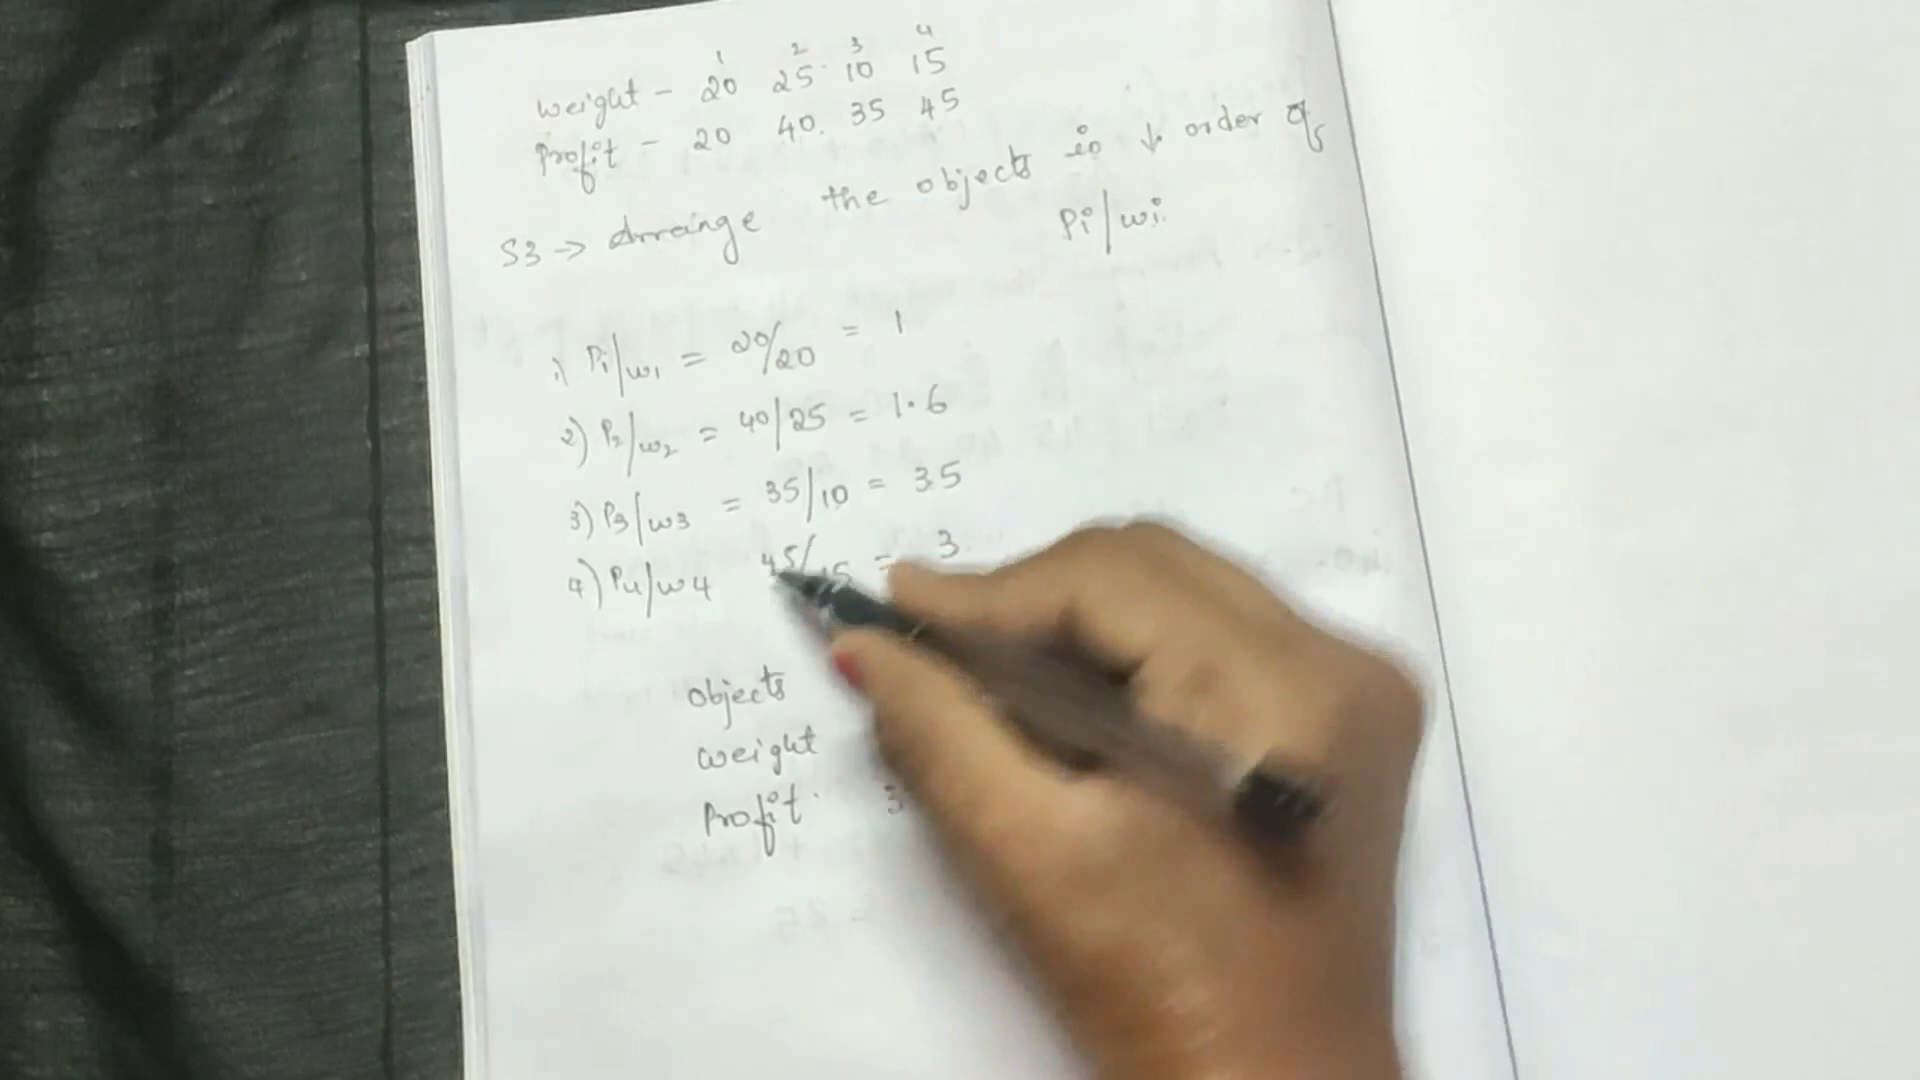 1 2 3 4
weight - 20 25 10 15
Profit - 20 40. 35 45
S3 → Arrange the objects in ↓ order of
Pi/wi.
1) P1/w1 = 20/20 = 1
2) P2/w2 = 40/25 = 1.6
3) P3/w3 = 35/10 = 3.5
4) P4/w4 45/15 = 3
objects
weight
Profit. 3